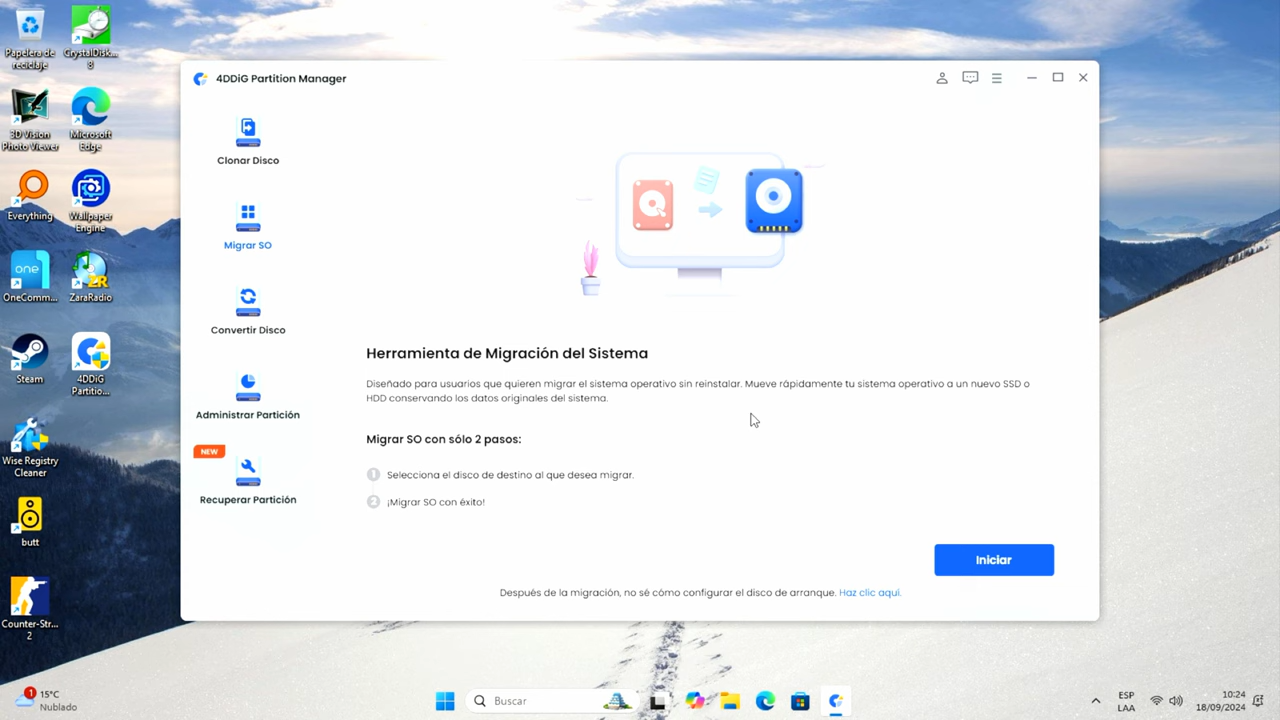 Papelera de
reciclaje
CrystalDisk...
8
3D Vision
Photo Viewer
Microsoft
Edge
Everything
Wallpaper
Engine
one
OneComm...
2R
ZaraRadio
Steam
4DDiG
Partitio...
Wise Registry
Cleaner
butt
Counter-Str...
2
4DDiG Partition Manager
Clonar Disco
Migrar SO
Convertir Disco
Administrar Partición
NEW
Recuperar Partición
Herramienta de Migración del Sistema
Diseñado para usuarios que quieren migrar el sistema operativo sin reinstalar. Mueve rápidamente tu sistema operativo a un nuevo SSD o
HDD conservando los datos originales del sistema.
Migrar SO con sólo 2 pasos:
1 Selecciona el disco de destino al que desea migrar.
2 ¡Migrar SO con éxito!
Iniciar
Después de la migración, no sé cómo configurar el disco de arranque. Haz clic aquí.
1
15°C
Nublado
Buscar
ESP
LAA
10:24
18/09/2024